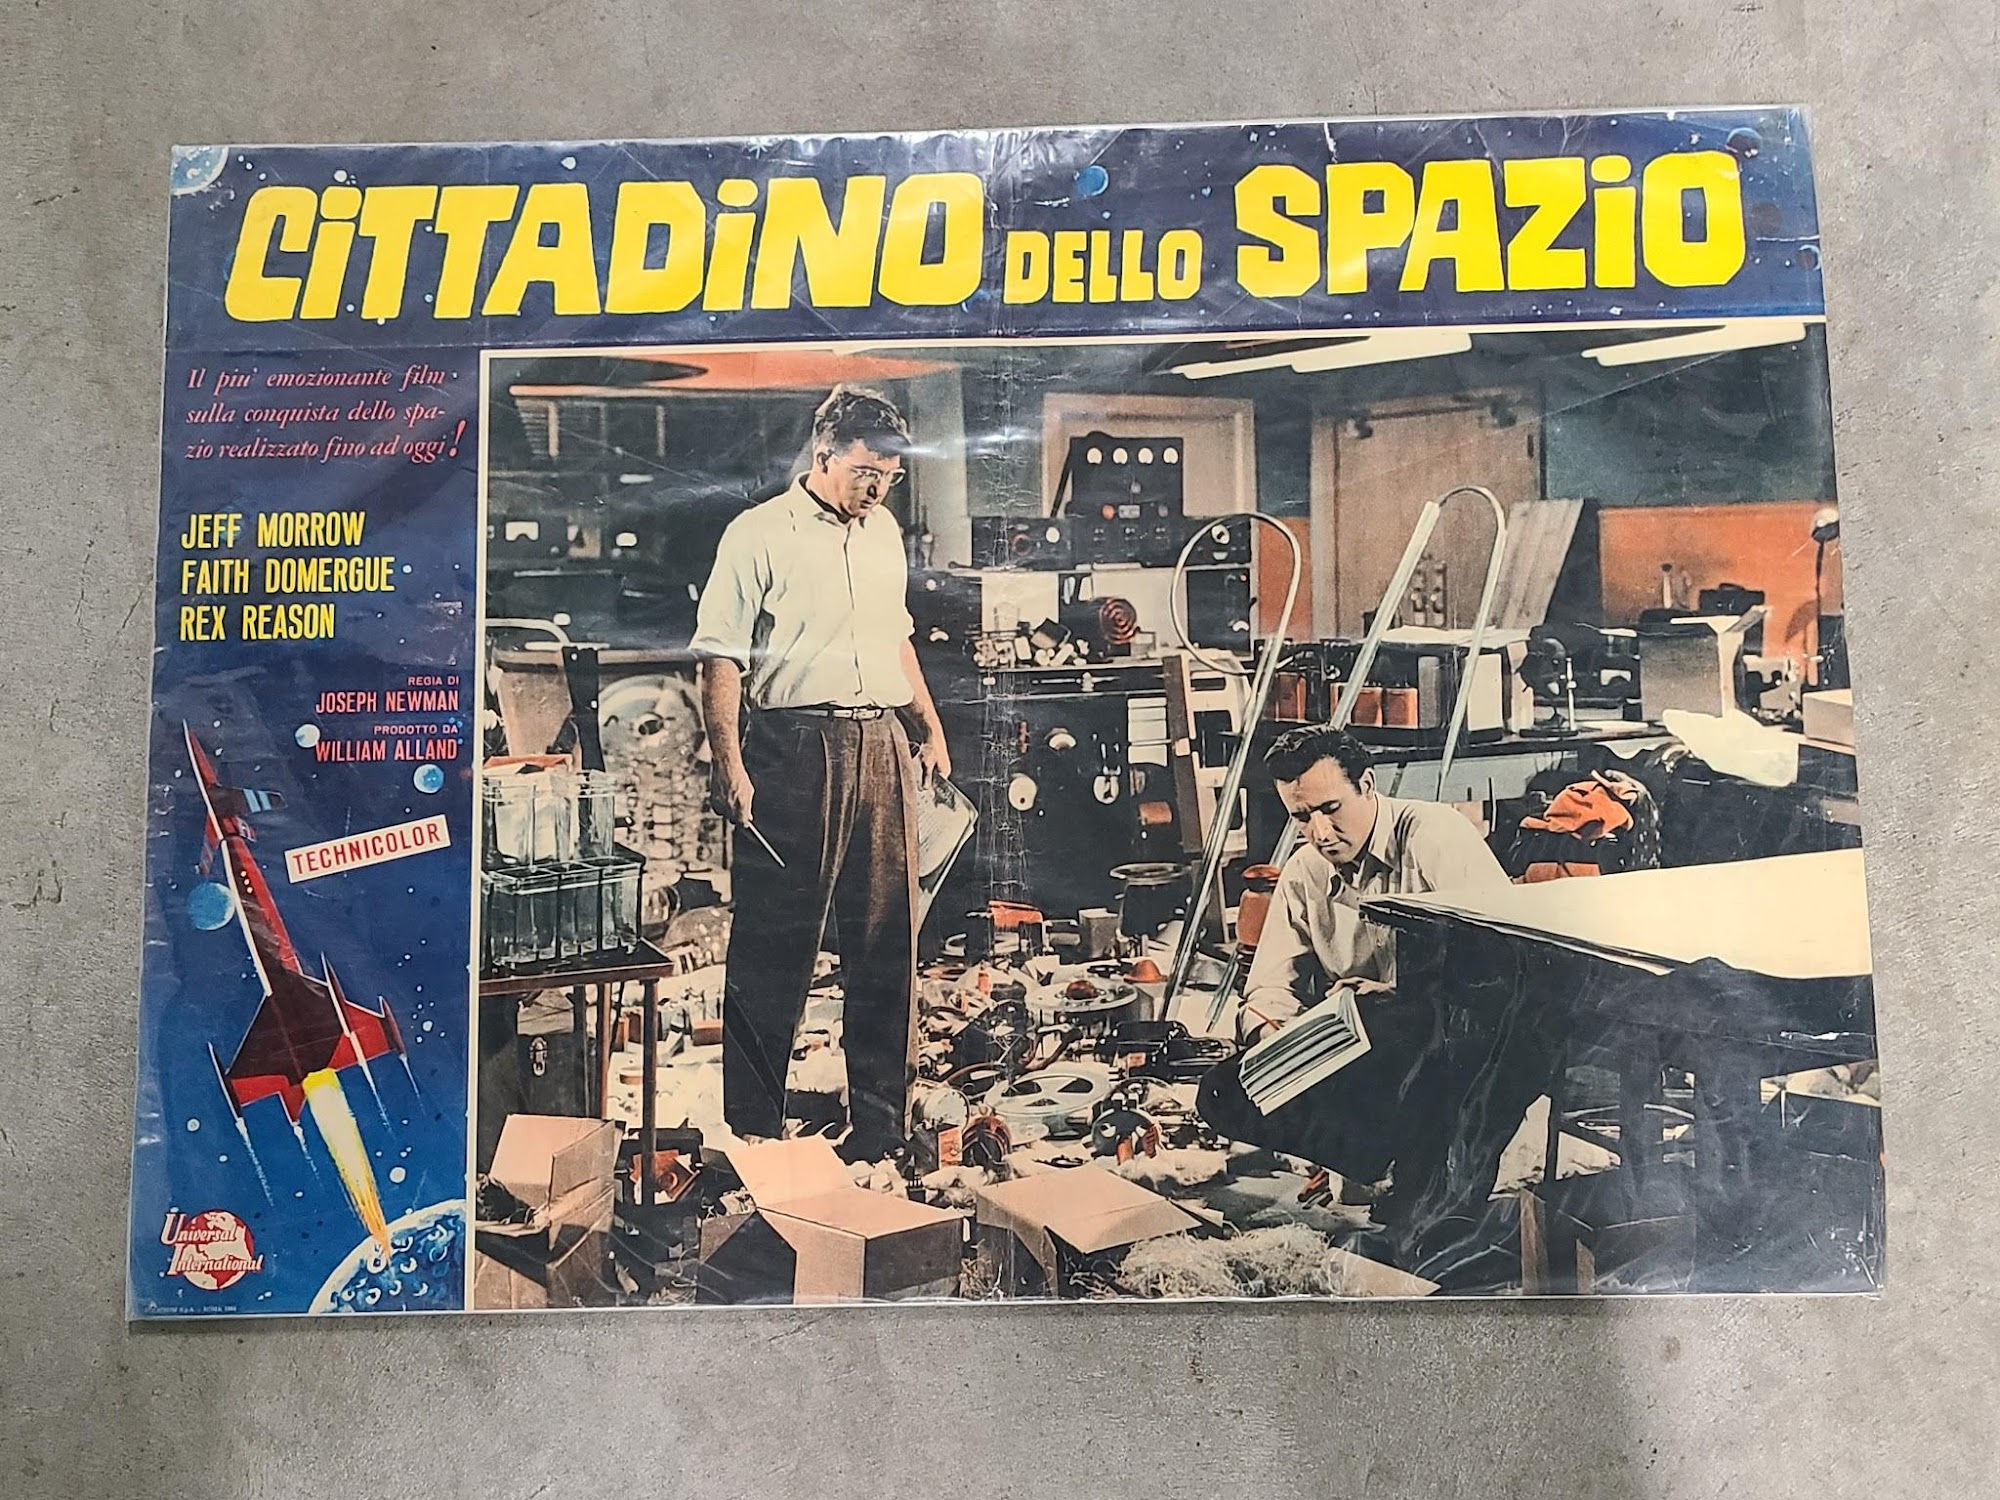 CiTTADiNO DELLO SPAZiO
Il piu' emozionante film
sulla conquista dello spa-
zio realizzato fino ad oggi!
JEFF MORROW
FAITH DOMERGUE
REX REASON
REGIA DI
JOSEPH NEWMAN
PRODOTTO DA
WILLIAM ALLAND
TECHNICOLOR
Universal
International